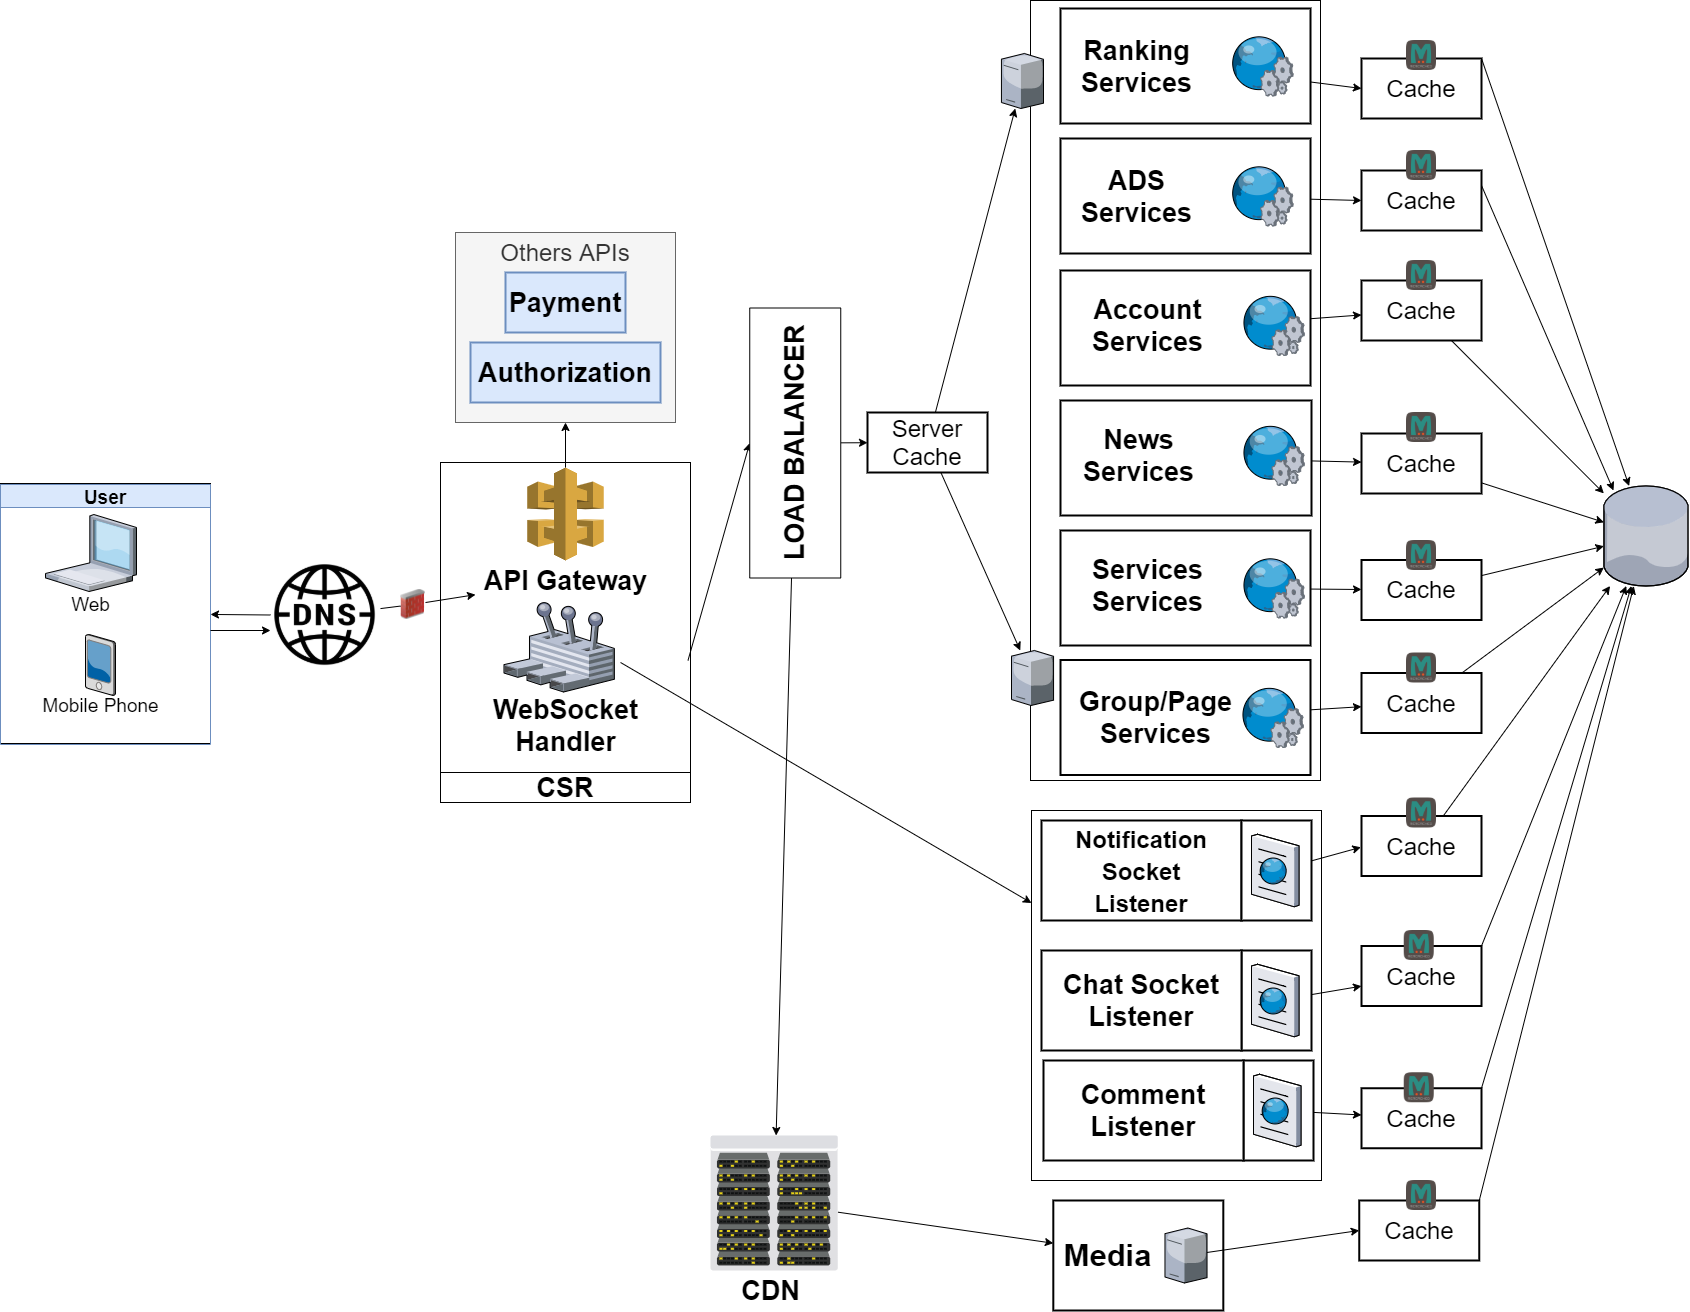 User
Web
Mobile Phone
DNS
Others APIs
Payment
Authorization
API Gateway
WebSocket
Handler
CSR
LOAD BALANCER
Server
Cache
CDN
Ranking
Services
Cache
ADS
Services
Cache
Account
Services
Cache
News
Services
Cache
Services
Services
Cache
Group/Page
Services
Cache
Notification
Socket
Listener
Cache
Chat Socket
Listener
Cache
Comment
Listener
Cache
Media
Cache